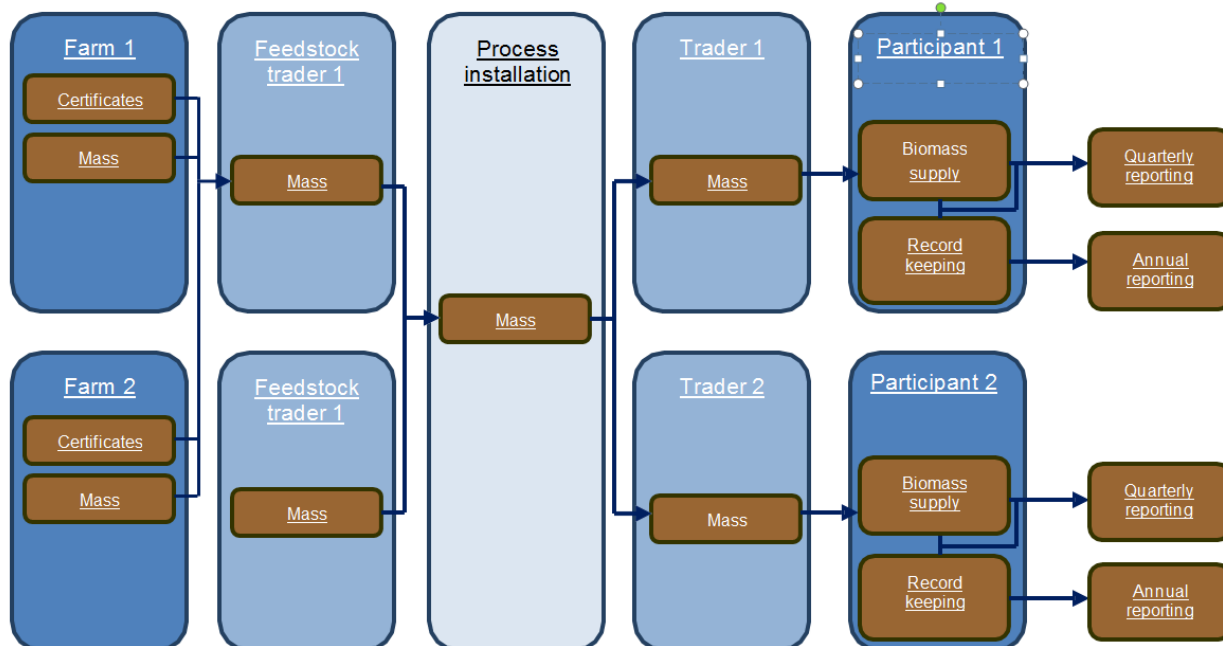 Farm 1
Certificates
Mass
Feedstock
trader 1
Mass
Process
installation
Mass
Trader 1
Mass
Participant 1
Biomass
supply
Record
keeping
Quarterly
reporting
Annual
reporting
Farm 2
Certificates
Mass
Feedstock
trader 1
Mass
Trader 2
Mass
Participant 2
Biomass
supply
Record
keeping
Quarterly
reporting
Annual
reporting